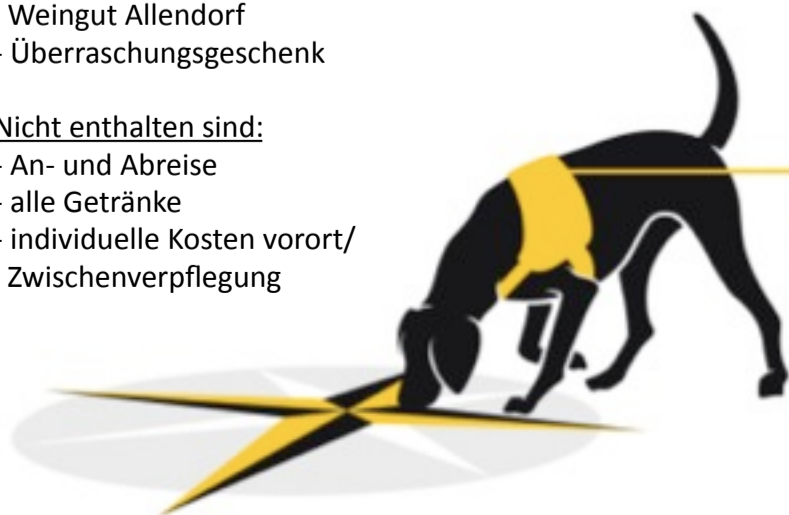 Weingut Allendorf
- Überraschungsgeschenk
Nicht enthalten sind:
- An- und Abreise
- alle Getränke
- individuelle Kosten vorort/
Zwischenverpflegung